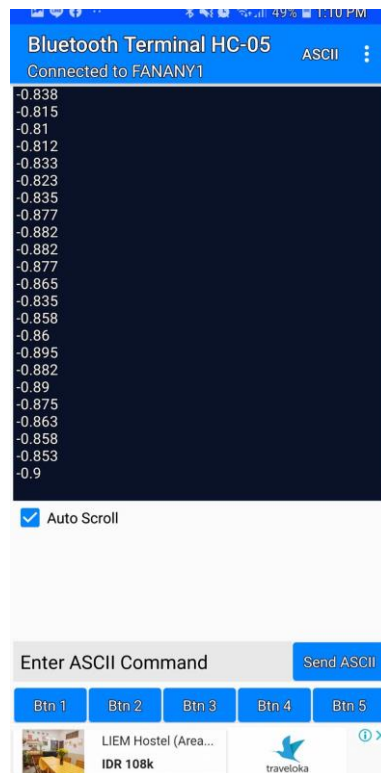 49% 1:10 PM
Bluetooth Terminal HC-05
ASCII
Connected to FANANY1
-0.838
-0.815
-0.81
-0.812
-0.833
-0.823
-0.835
-0.877
-0.882
-0.882
-0.877
-0.865
-0.835
-0.858
-0.86
-0.895
-0.882
-0.89
-0.875
-0.863
-0.858
-0.853
-0.9
Auto Scroll
Enter ASCII Command
Send ASCII
Btn 1 Btn 2 Btn 3 Btn 4 Btn 5
LIEM Hostel (Area...
IDR 108k
traveloka